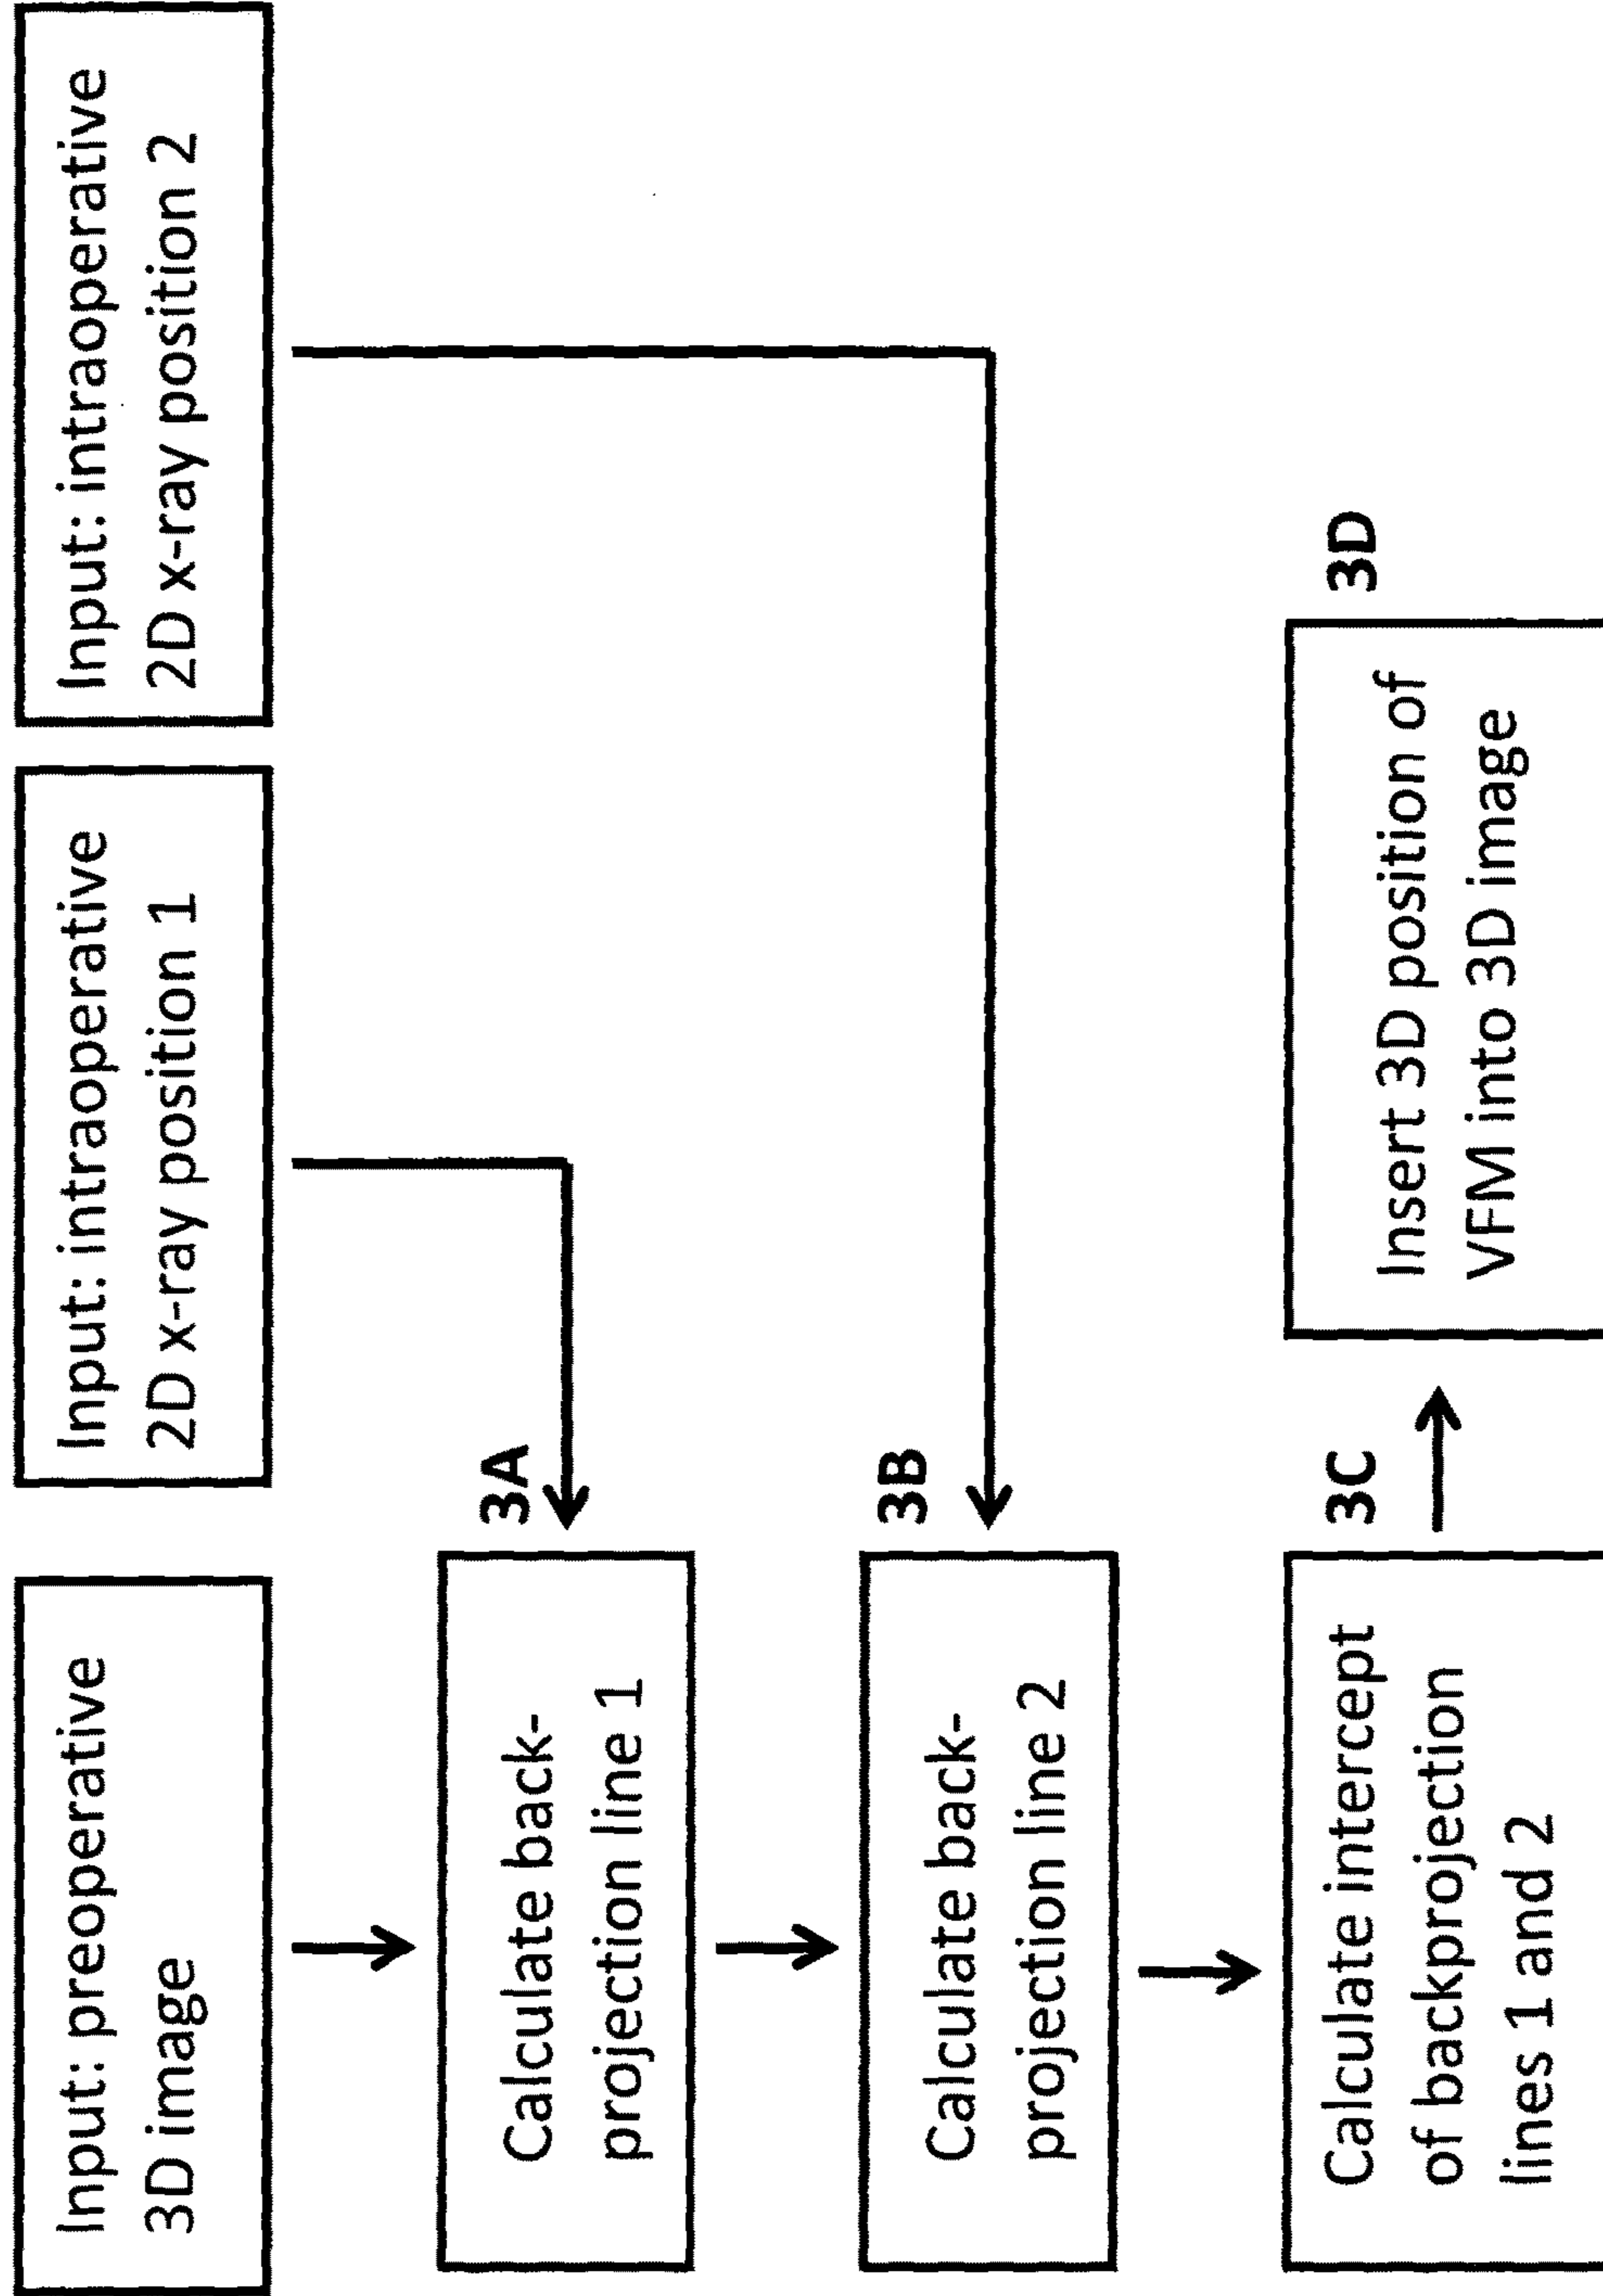 Input: preoperative
3D image
Input: intraoperative
2D x-ray position 1
Input: intraoperative
2D x-ray position 2
3A
Calculate back-
projection line 1
3B
Calculate back-
projection line 2
3C
Calculate intercept
of backprojection
lines 1 and 2
3D
Insert 3D position of
VFM into 3D image